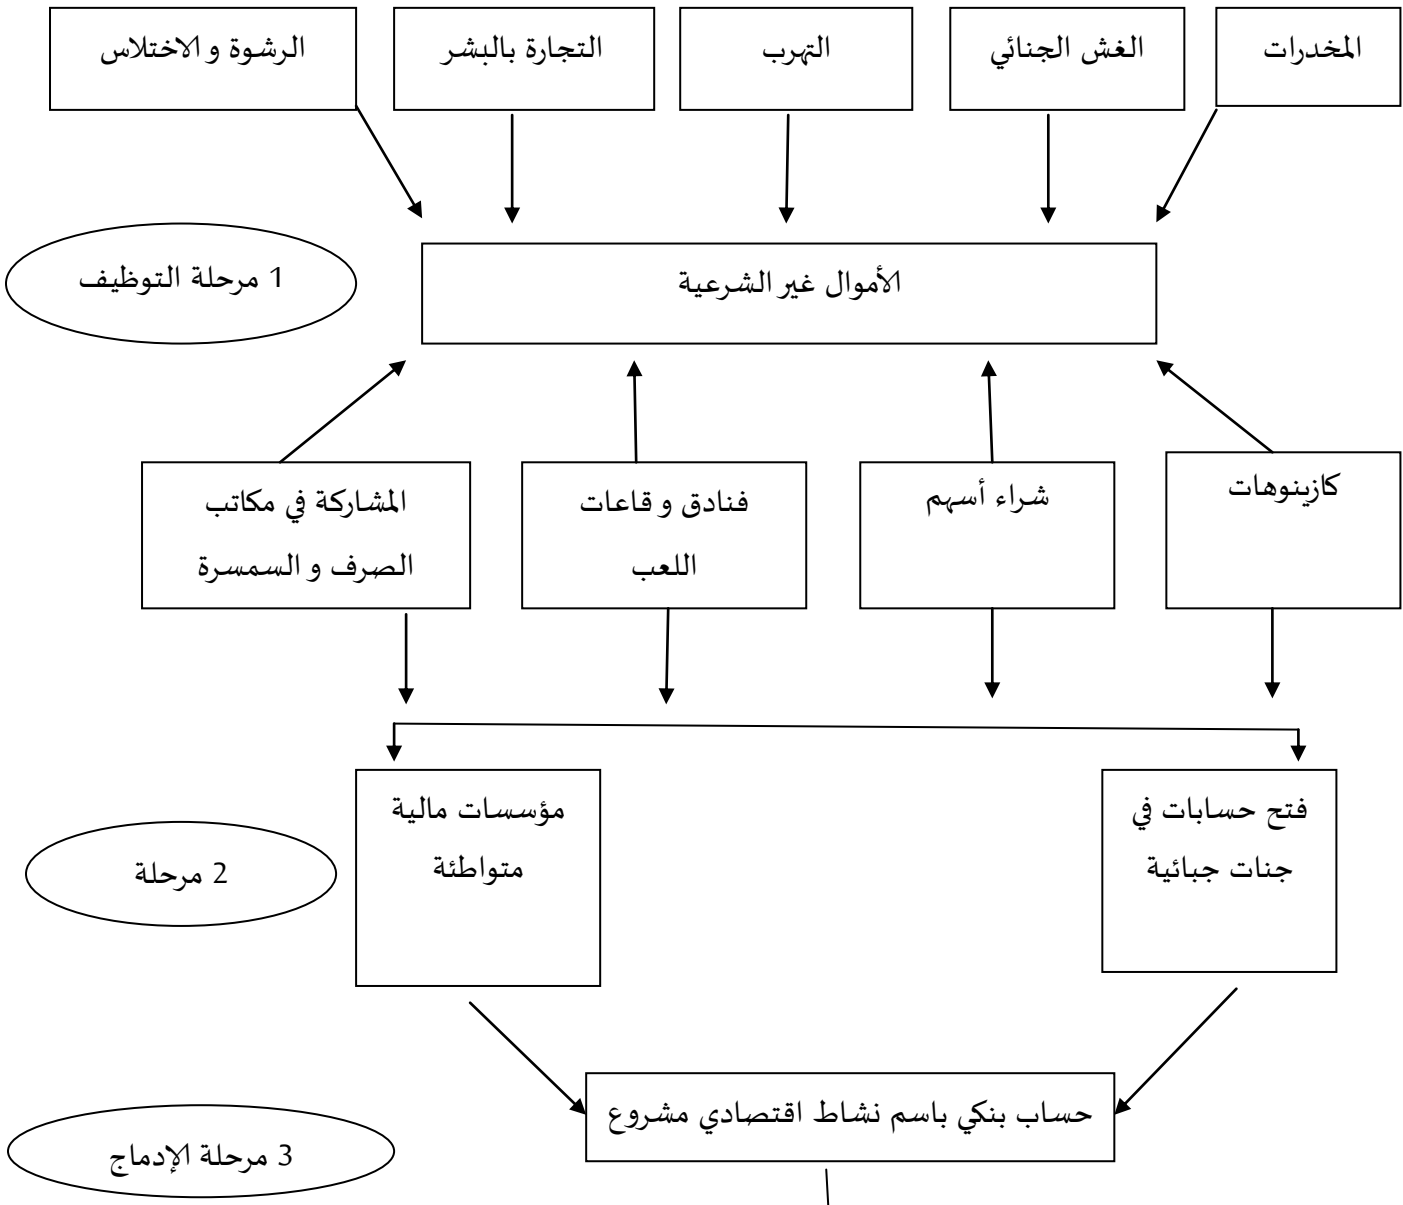 المخدرات
الغش الجنائي
التهرب
التجارة بالبشر
الرشوة و الاختلاس
الأموال غير الشرعية
1 مرحلة التوظيف
كازينوهات
شراء أسهم
فنادق و قاعات
اللعب
المشاركة في مكاتب
الصرف و السمسرة
فتح حسابات في
جنات جبائية
مؤسسات مالية
متواطئة
2 مرحلة
حساب بنكي باسم نشاط اقتصادي مشروع
3 مرحلة الإدماج